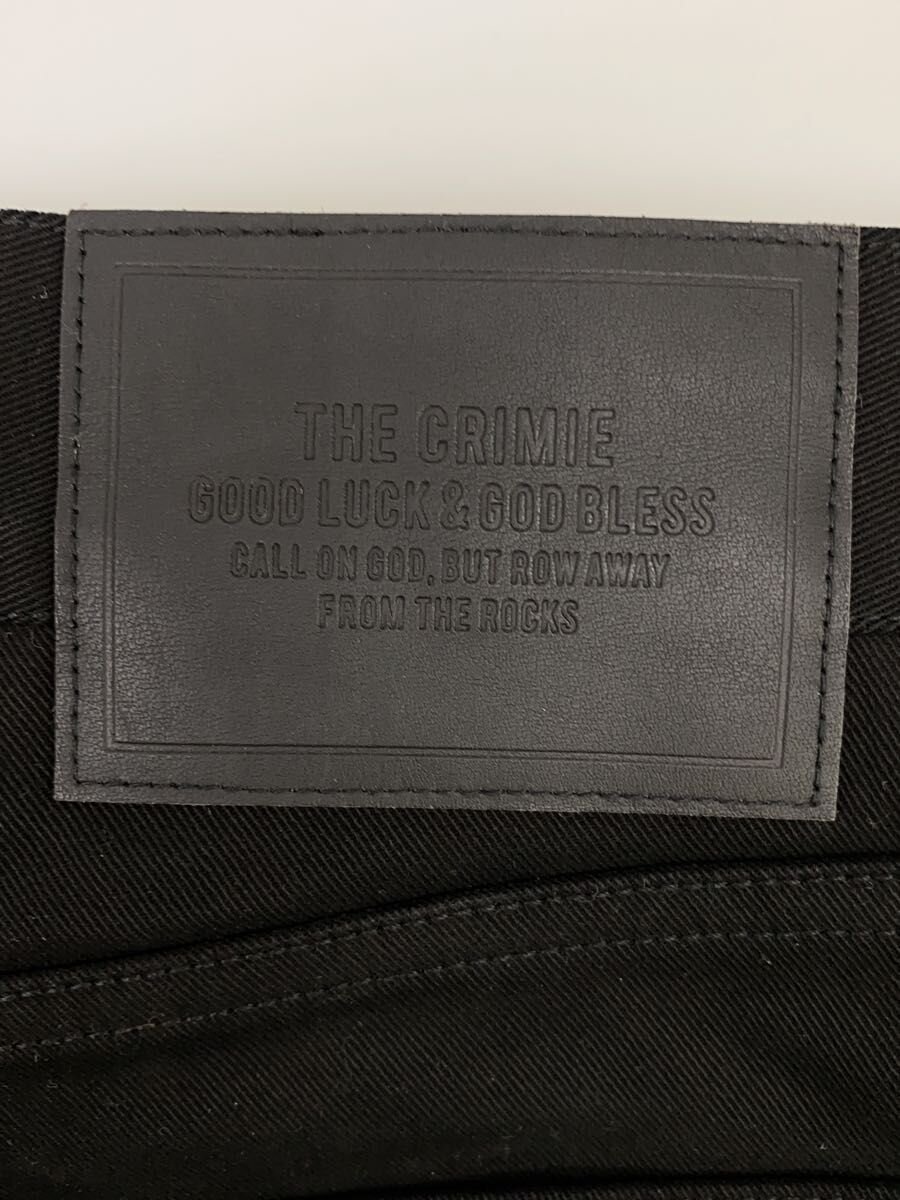 THE CRIMIE
GOOD LUCK & GOD BLESS
CALL ON GOD, BUT ROW AWAY
FROM THE ROCKS